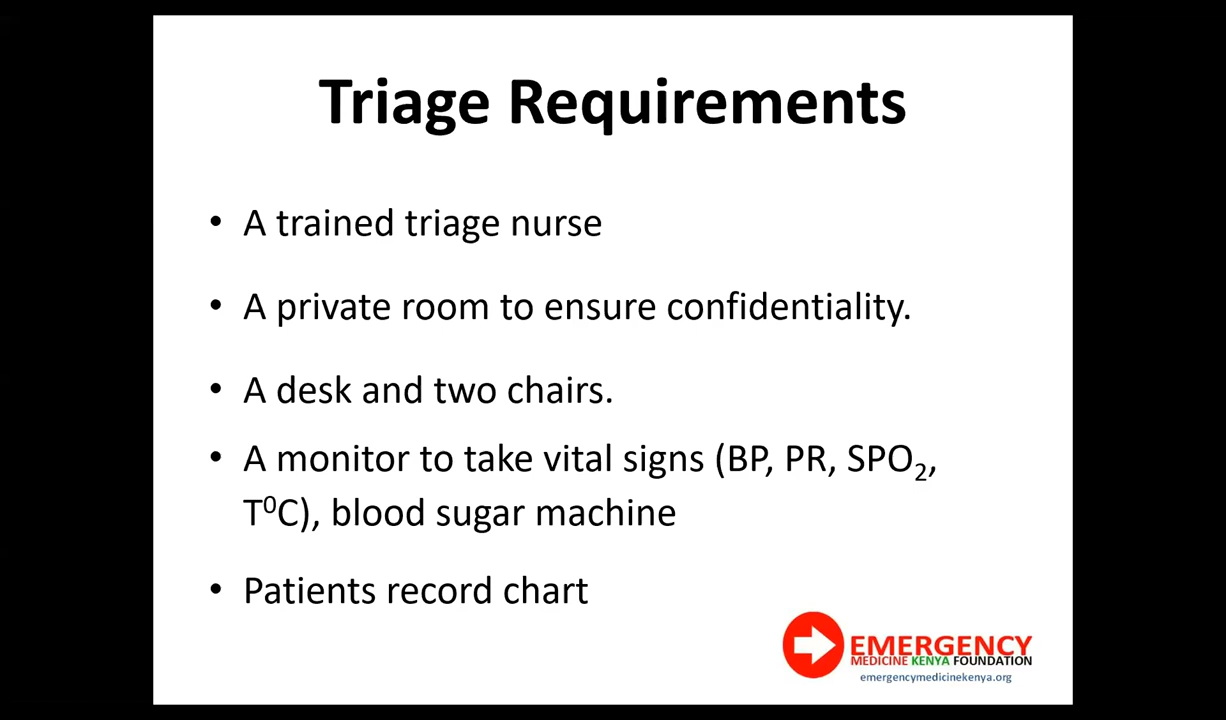 Triage Requirements
• A trained triage nurse
• A private room to ensure confidentiality.
• A desk and two chairs.
• A monitor to take vital signs (BP, PR, SPO₂,
T⁰C), blood sugar machine
• Patients record chart
EMERGENCY
MEDICINE KENYA FOUNDATION
emergencymedicinekenya.org